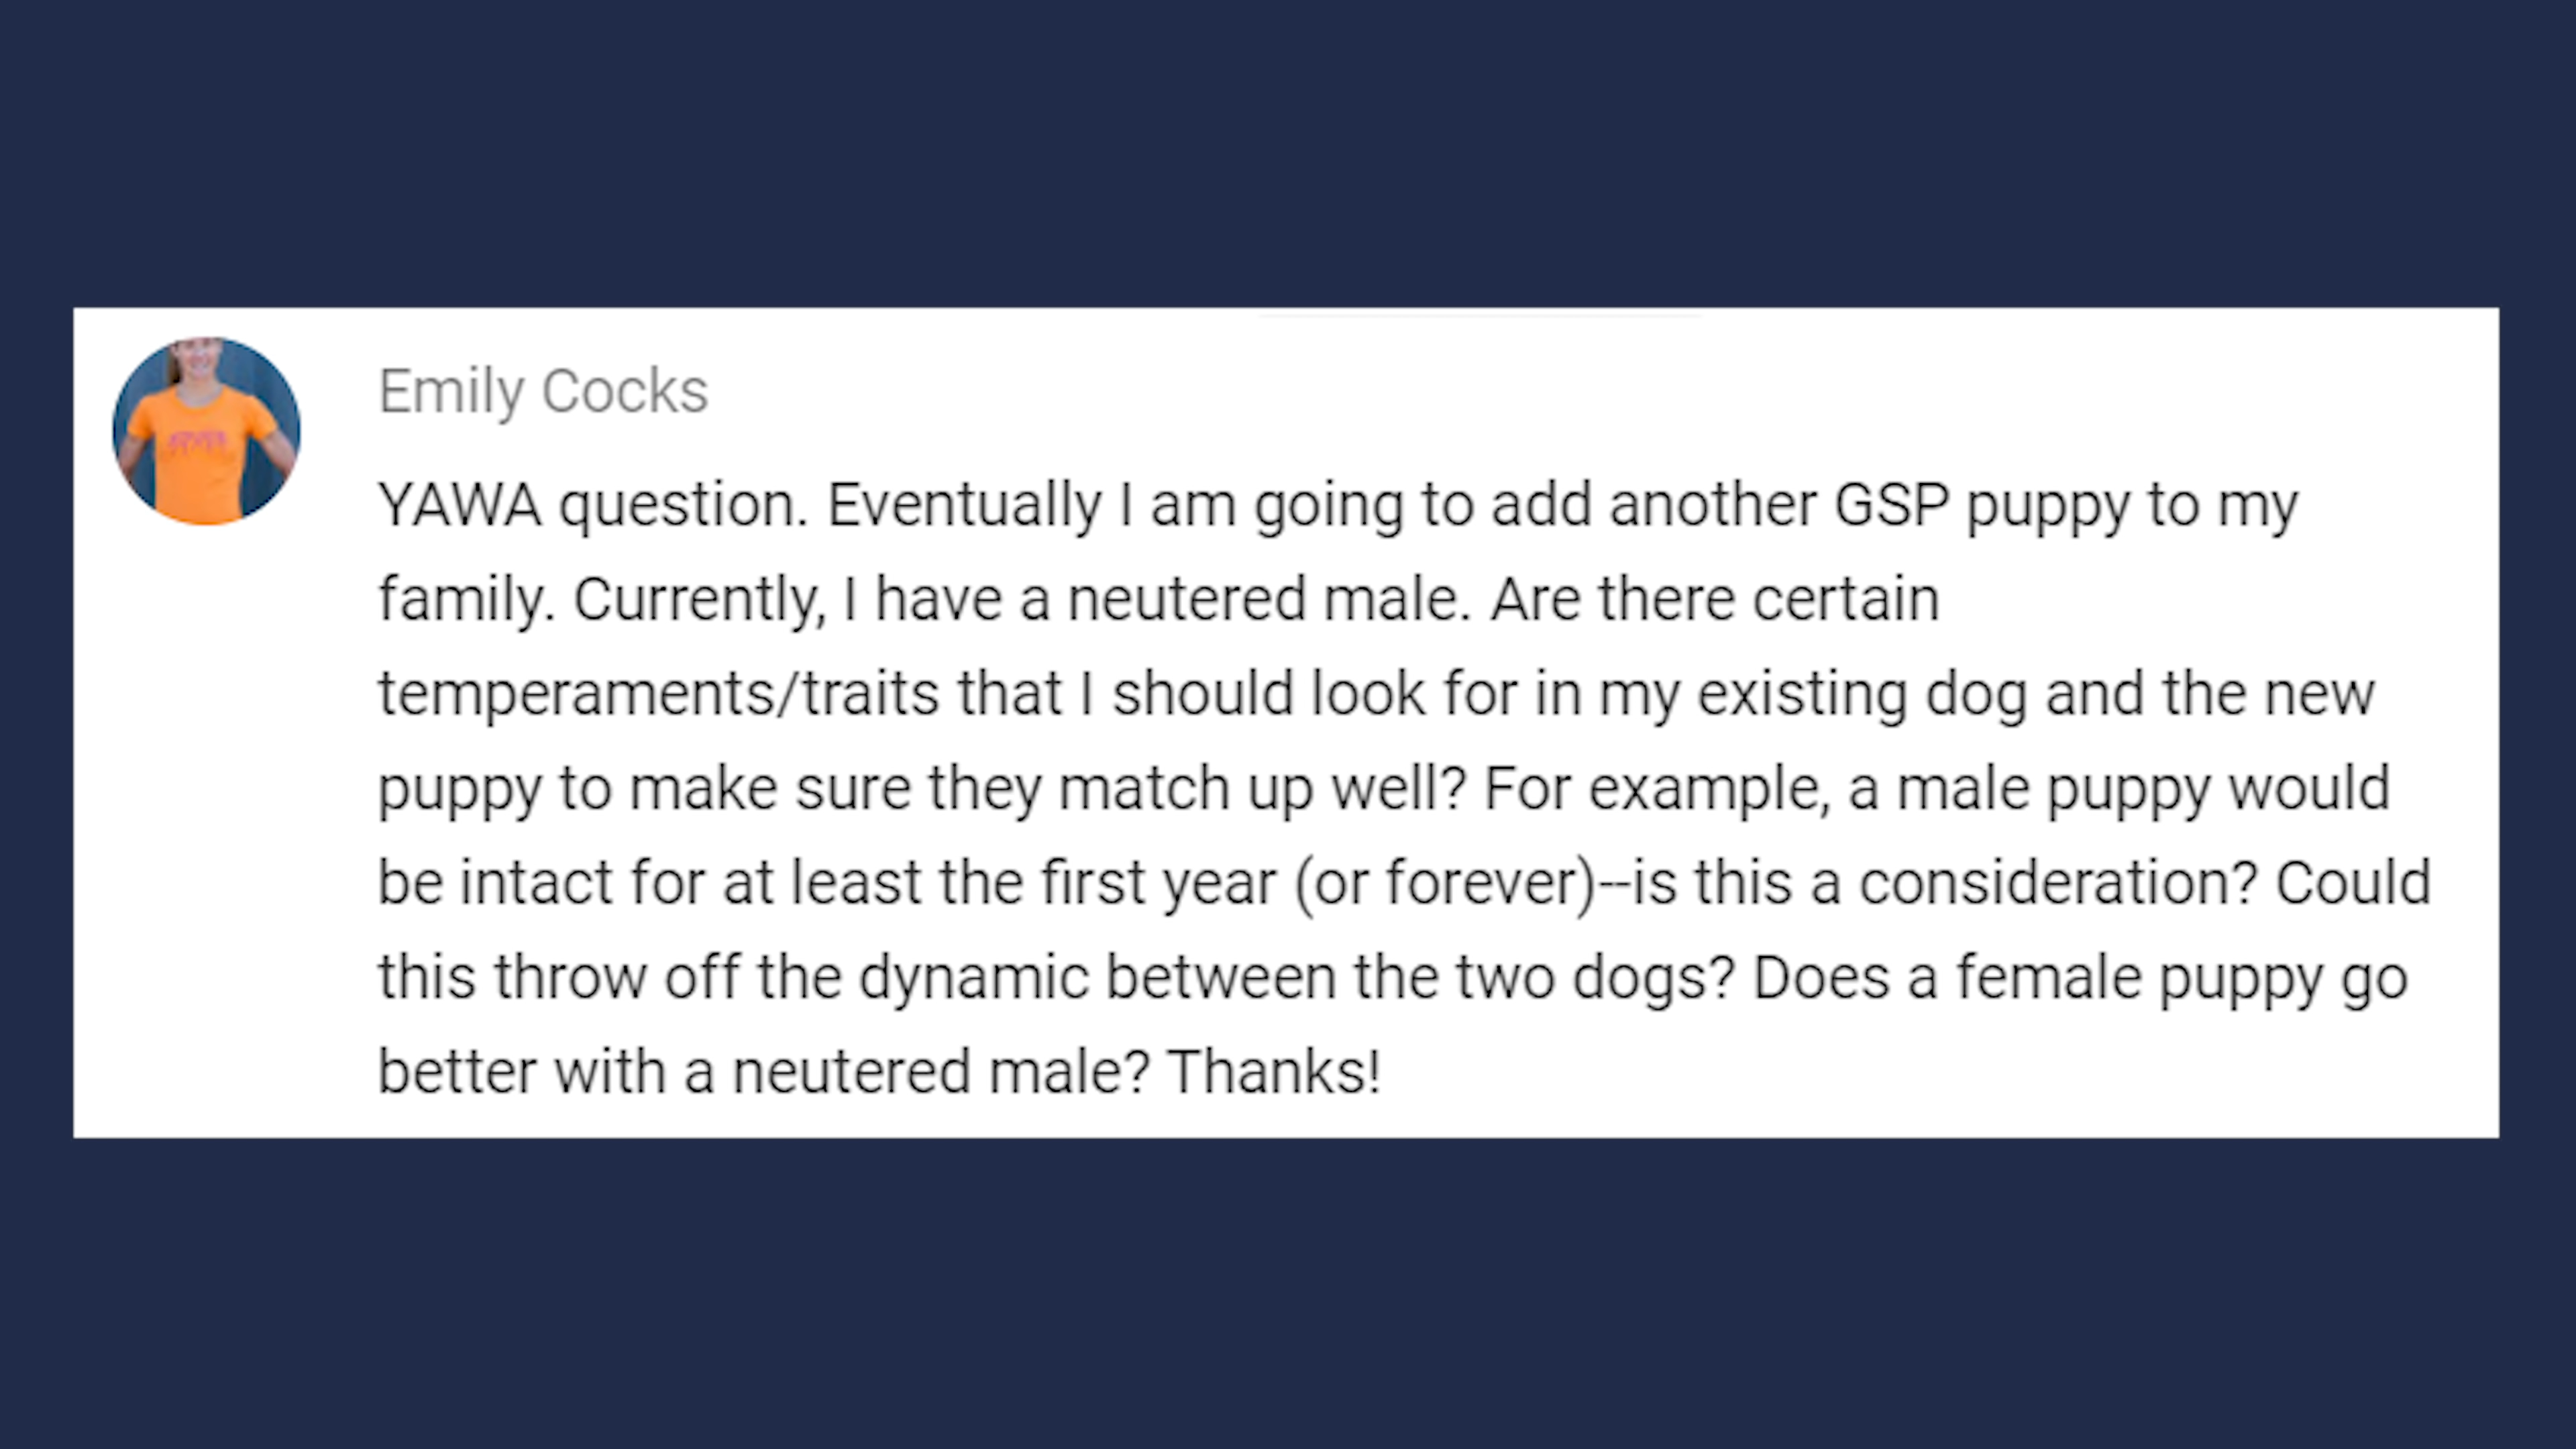 Emily Cocks
YAWA question. Eventually I am going to add another GSP puppy to my
family. Currently, I have a neutered male. Are there certain
temperaments/traits that I should look for in my existing dog and the new
puppy to make sure they match up well? For example, a male puppy would
be intact for at least the first year (or forever)--is this a consideration? Could
this throw off the dynamic between the two dogs? Does a female puppy go
better with a neutered male? Thanks!